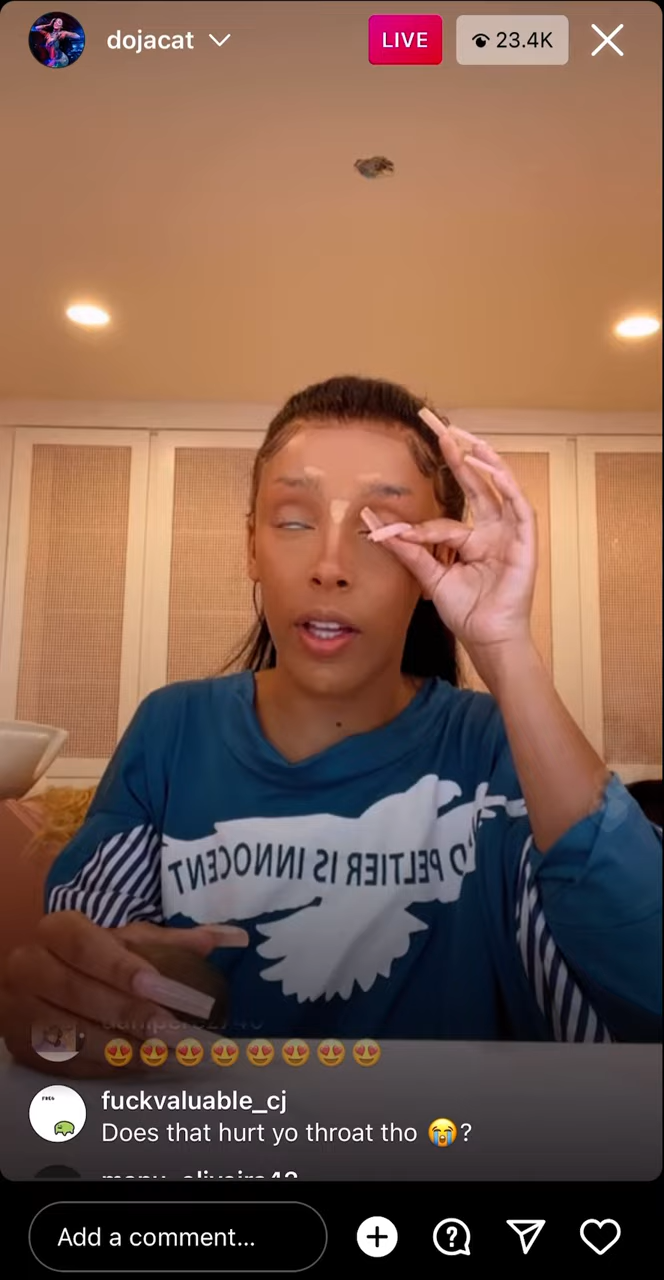 dojacat
LIVE
23.4K
PELTIER IS INNOCENT
😍😍😍😍😍😍😍😍
fuckvaluable_cj
Does that hurt yo throat tho 😭?
Add a comment...